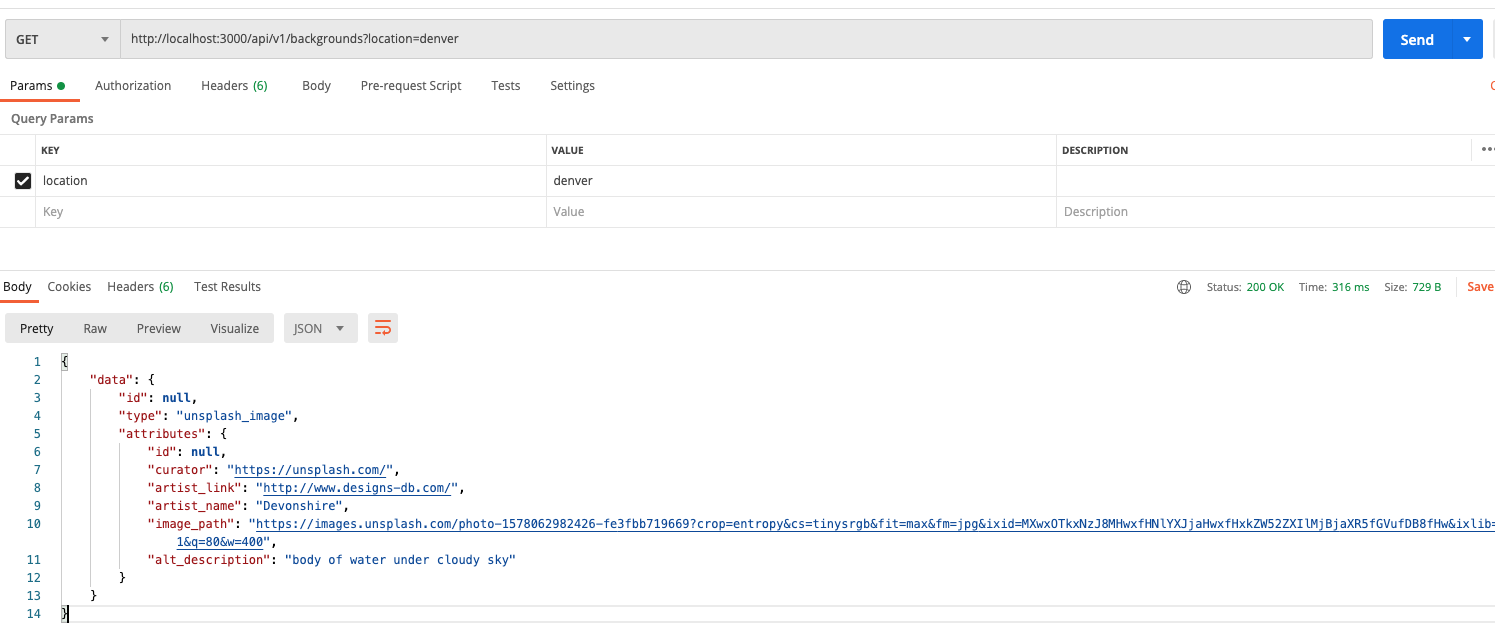 GET http://localhost:3000/api/v1/backgrounds?location=denver Send
Params Authorization Headers (6) Body Pre-request Script Tests Settings
Query Params
KEY VALUE DESCRIPTION
location denver
Key Value Description
Body Cookies Headers (6) Test Results Status: 200 OK Time: 316 ms Size: 729 B Save
Pretty Raw Preview Visualize JSON
1 {
2 "data": {
3 "id": null,
4 "type": "unsplash_image",
5 "attributes": {
6 "id": null,
7 "curator": "https://unsplash.com/",
8 "artist_link": "http://www.designs-db.com/",
9 "artist_name": "Devonshire",
10 "image_path": "https://images.unsplash.com/photo-1578062982426-fe3fbb719669?crop=entropy&cs=tinysrgb&fit=max&fm=jpg&ixid=MXwxOTkxNzJ8MHwxfHNlYXJjaHwxfHxkZW52ZXIlMjBjaXR5fGVufDB8fHw&ixlib=
1&q=80&w=400",
11 "alt_description": "body of water under cloudy sky"
12 }
13 }
14 }